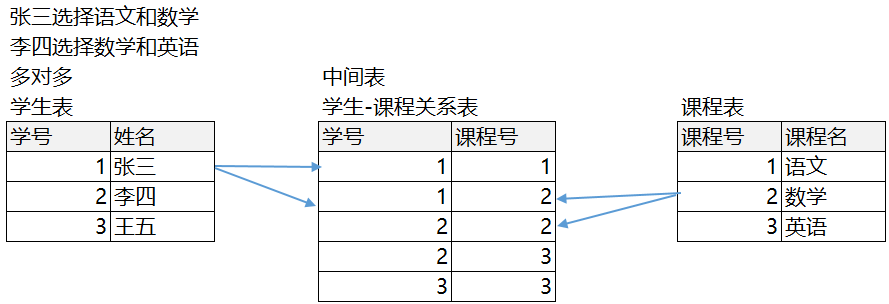 张三选择语文和数学
李四选择数学和英语
多对多
中间表
学生表
学生-课程关系表
课程表
学号 姓名
学号 课程号
课程号 课程名
1 张三
1 1
1 语文
2 李四
1 2
2 数学
3 王五
2 2
3 英语
2 3
3 3